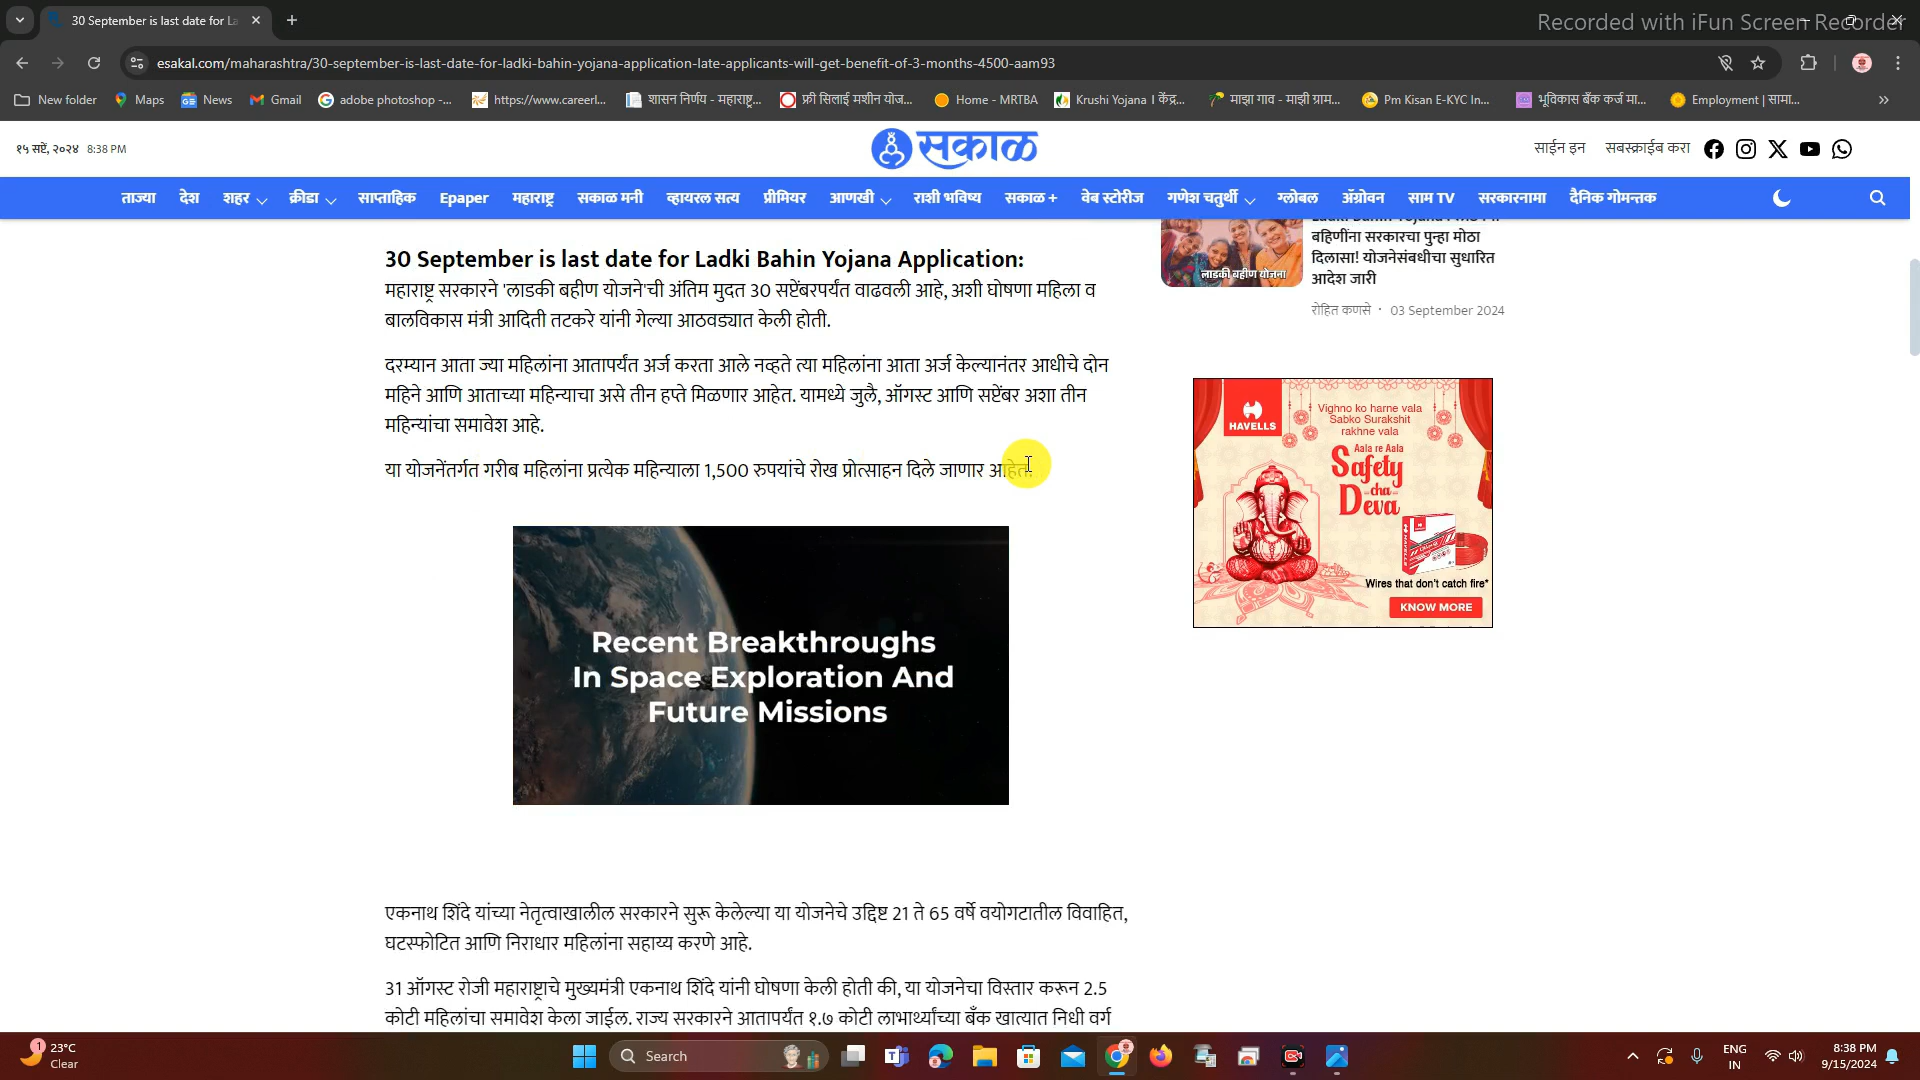 30 September is last date for La
Recorded with iFun Screen Recorder
esakal.com/maharashtra/30-september-is-last-date-for-ladki-bahin-yojana-application-late-applicants-will-get-benefit-of-3-months-4500-aam93
New folder Maps News Gmail adobe photoshop -... https://www.careerl... शासन निर्णय - महाराष्ट्र... फ्री सिलाई मशीन योज... Home - MRTBA Krushi Yojana । केंद्र... माझा गाव - माझी ग्राम... Pm Kisan E-KYC In... भूविकास बँक कर्ज मा... Employment | सामा... »
१५ सप्टें, २०२४ 8:38 PM
सकाळ
साईन इन सबस्क्राईब करा
ताज्या देश शहर क्रीडा साप्ताहिक Epaper महाराष्ट्र सकाळ मनी व्हायरल सत्य प्रीमियर आणखी राशी भविष्य सकाळ + वेब स्टोरीज गणेश चतुर्थी ग्लोबल ॲग्रोवन साम TV सरकारनामा दैनिक गोमन्तक
30 September is last date for Ladki Bahin Yojana Application:
महाराष्ट्र सरकारने 'लाडकी बहीण योजने'ची अंतिम मुदत 30 सप्टेंबरपर्यंत वाढवली आहे, अशी घोषणा महिला व
बालविकास मंत्री आदिती तटकरे यांनी गेल्या आठवड्यात केली होती.
दरम्यान आता ज्या महिलांना आतापर्यंत अर्ज करता आले नव्हते त्या महिलांना आता अर्ज केल्यानंतर आधीचे दोन
महिने आणि आताच्या महिन्याचा असे तीन हप्ते मिळणार आहेत. यामध्ये जुलै, ऑगस्ट आणि सप्टेंबर अशा तीन
महिन्यांचा समावेश आहे.
या योजनेंतर्गत गरीब महिलांना प्रत्येक महिन्याला 1,500 रुपयांचे रोख प्रोत्साहन दिले जाणार आहेत.
Recent Breakthroughs
In Space Exploration And
Future Missions
एकनाथ शिंदे यांच्या नेतृत्वाखालील सरकारने सुरू केलेल्या या योजनेचे उद्दिष्ट 21 ते 65 वर्षे वयोगटातील विवाहित,
घटस्फोटित आणि निराधार महिलांना सहाय्य करणे आहे.
31 ऑगस्ट रोजी महाराष्ट्राचे मुख्यमंत्री एकनाथ शिंदे यांनी घोषणा केली होती की, या योजनेचा विस्तार करून 2.5
कोटी महिलांचा समावेश केला जाईल. राज्य सरकारने आतापर्यंत १.७ कोटी लाभार्थ्यांच्या बँक खात्यात निधी वर्ग
लाडकी बहीण योजना
बहिणींना सरकारचा पुन्हा मोठा
दिलासा! योजनेसंबधीचा सुधारित
आदेश जारी
रोहित कणसे · 03 September 2024
HAVELLS
Vighno ko harne vala
Sabko Surakshit
rakhne vala
Aala re Aala
Safety
cha
Deva
Wires that don't catch fire*
KNOW MORE
1
23°C
Clear
Search
ENG
IN
8:38 PM
9/15/2024